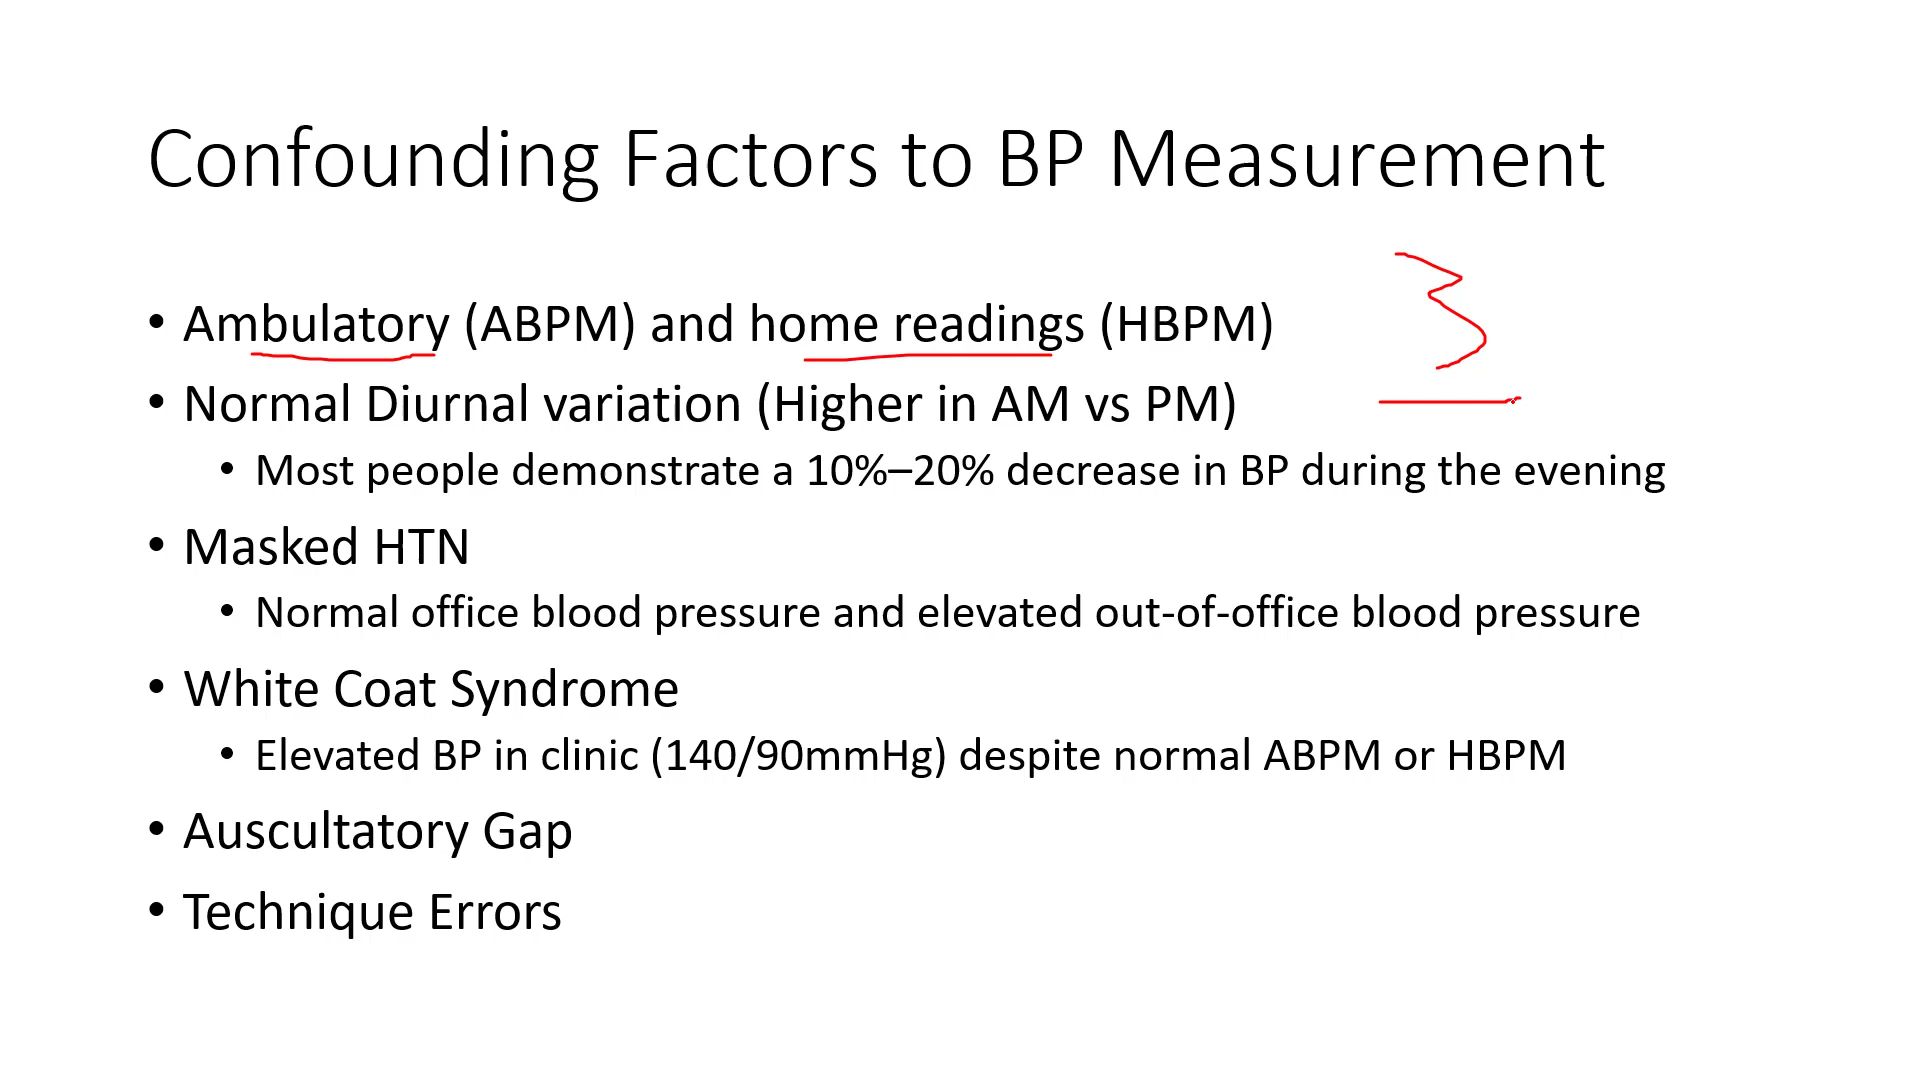 Confounding Factors to BP Measurement
• Ambulatory (ABPM) and home readings (HBPM)
3
• Normal Diurnal variation (Higher in AM vs PM)
• Most people demonstrate a 10%–20% decrease in BP during the evening
• Masked HTN
• Normal office blood pressure and elevated out-of-office blood pressure
• White Coat Syndrome
• Elevated BP in clinic (140/90mmHg) despite normal ABPM or HBPM
• Auscultatory Gap
• Technique Errors